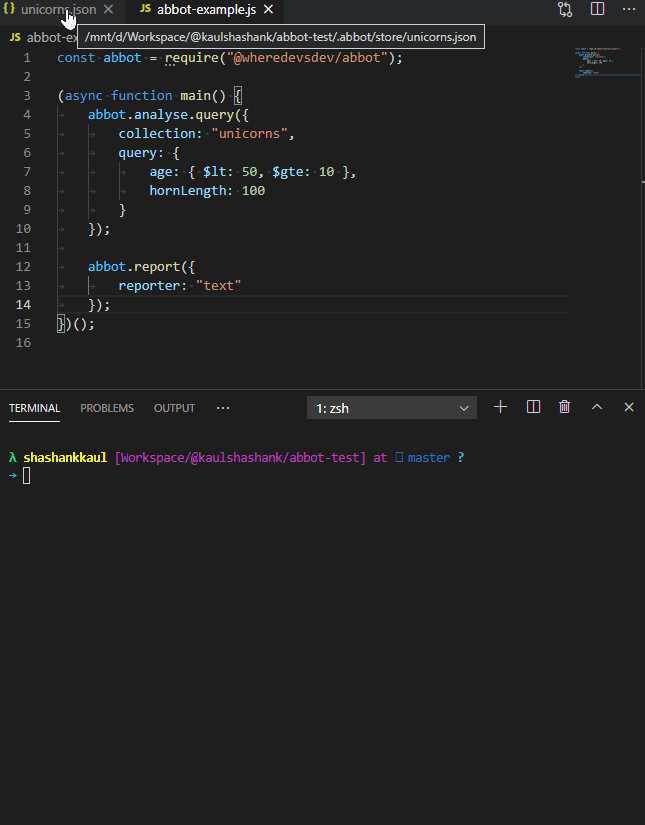 {} unicorns.json × JS abbot-example.js ×
JS abbot-ex
/mnt/d/Workspace/@kaulshashank/abbot-test/.abbot/store/unicorns.json
1 const abbot = require("@wheredevsdev/abbot");
2
3 (async function main() {
4 abbot.analyse.query({
5 collection: "unicorns",
6 query: {
7 age: { $lt: 50, $gte: 10 },
8 hornLength: 100
9 }
10 });
11
12 abbot.report({
13 reporter: "text"
14 });
15 })();
16
TERMINAL PROBLEMS OUTPUT ··· 1: zsh
λ shashankkaul [Workspace/@kaulshashank/abbot-test] at master ?
→